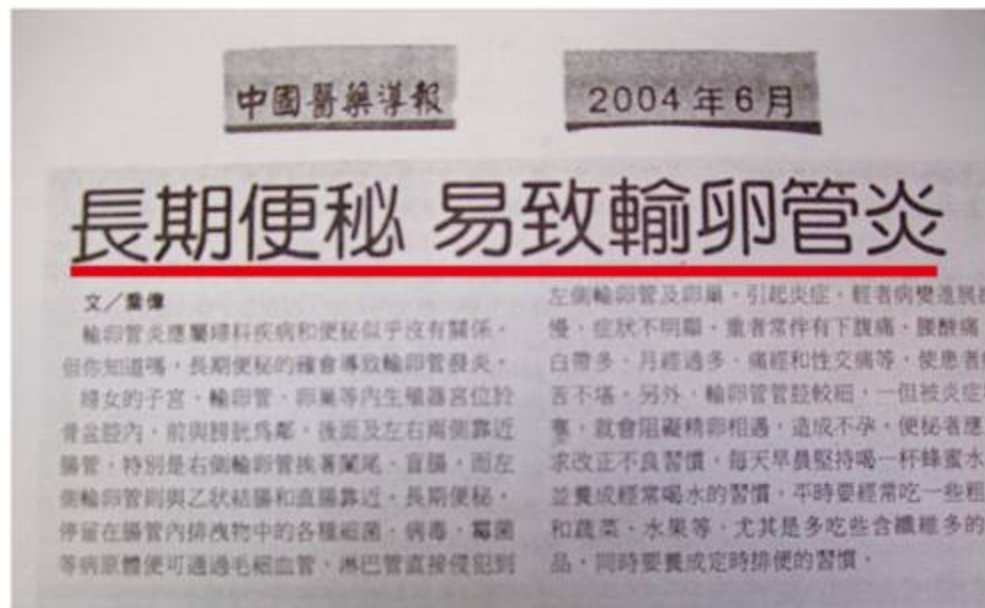 中國醫藥導報
2004年6月
長期便秘 易致輸卵管炎
文／喬偉
輸卵管炎應屬婦科疾病和便秘似乎沒有關係。
但你知道嗎，長期便秘的確會導致輸卵管發炎。
婦女的子宮、輸卵管、卵巢等內生殖器宮位於
骨盆腔內，前與膀胱為鄰，後面及左右兩側靠近
腸管，特別是右側輸卵管挨著闌尾、盲腸，而左
側輸卵管則與乙狀結腸和直腸靠近。長期便秘，
停留在腸管內排洩物中的各種細菌、病毒、霉菌
等病原體便可通過毛細血管、淋巴管直接侵犯到
左側輸卵管及卵巢，引起炎症。輕者病變進展
慢，症狀不明顯。重者常伴有下腹痛、腰酸痛
白帶多、月經過多、痛經和性交痛等，使患者
苦不堪。另外，輸卵管管腔較細，一但被炎症
塞，就會阻礙精卵相遇，造成不孕。便秘者應
求改正不良習慣，每天早晨堅持喝一杯蜂蜜水
並養成經常喝水的習慣。平時要經常吃一些粗
和蔬菜、水果等，尤其是多吃些含纖維多的
品，同時要養成定時排便的習慣。